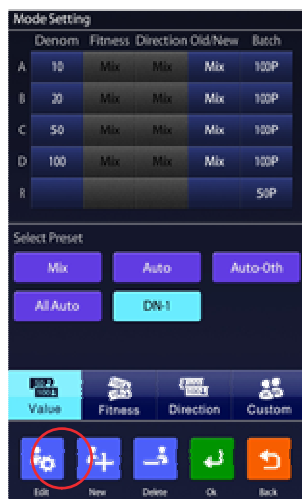 Mode Setting
Denom Fitness Direction Old/New Batch
A 10 Mix Mix Mix 100P
B 20 Mix Mix Mix 100P
C 50 Mix Mix Mix 100P
D 100 Mix Mix Mix 100P
R 50P
Select Preset
Mix Auto Auto-Oth
All Auto DN-1
Value Fitness Direction Custom
Edit New Delete Ok Back